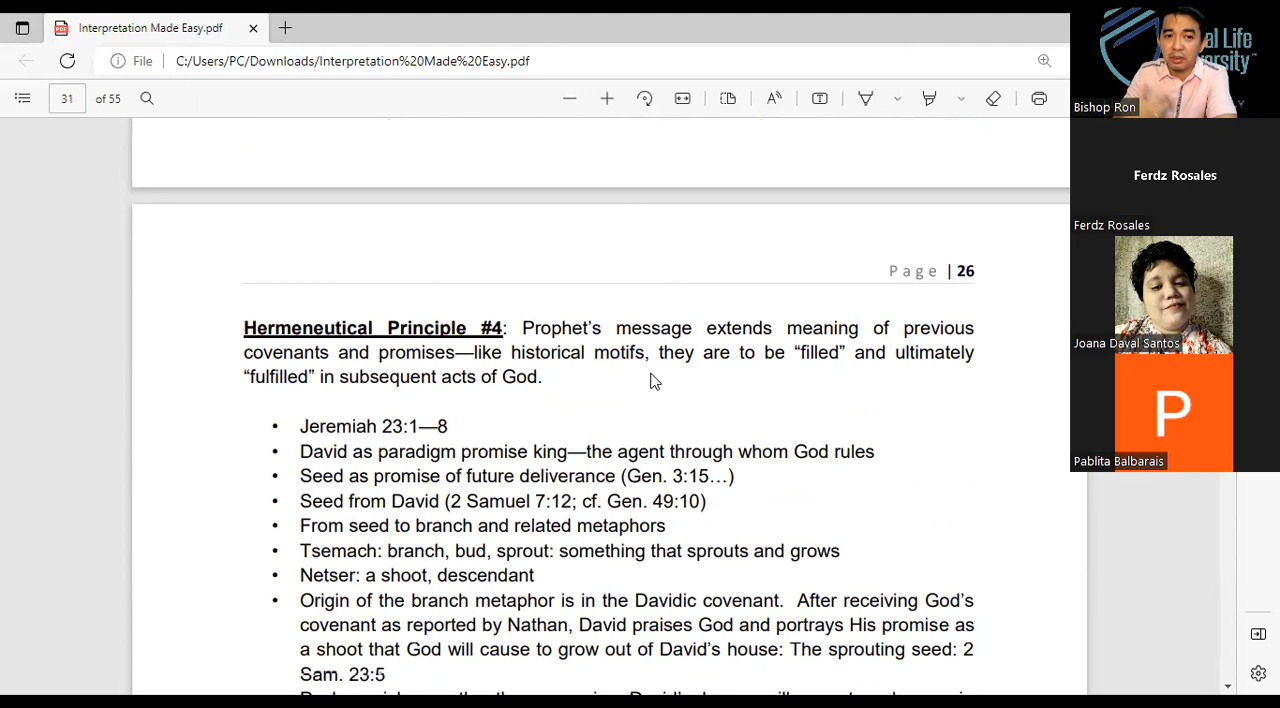 Interpretation Made Easy.pdf
File
C:/Users/PC/Downloads/Interpretation%20Made%20Easy.pdf
31 of 55
Page | 26
Hermeneutical Principle #4: Prophet's message extends meaning of previous
covenants and promises—like historical motifs, they are to be “filled” and ultimately
“fulfilled” in subsequent acts of God.
• Jeremiah 23:1—8
• David as paradigm promise king—the agent through whom God rules
• Seed as promise of future deliverance (Gen. 3:15…)
• Seed from David (2 Samuel 7:12; cf. Gen. 49:10)
• From seed to branch and related metaphors
• Tsemach: branch, bud, sprout: something that sprouts and grows
• Netser: a shoot, descendant
• Origin of the branch metaphor is in the Davidic covenant. After receiving God's
covenant as reported by Nathan, David praises God and portrays His promise as
a shoot that God will cause to grow out of David's house: The sprouting seed: 2
Sam. 23:5
al Life
ersity
Bishop Ron
Ferdz Rosales
Ferdz Rosales
Joana Daval Santos
P
Pablita Balbarais